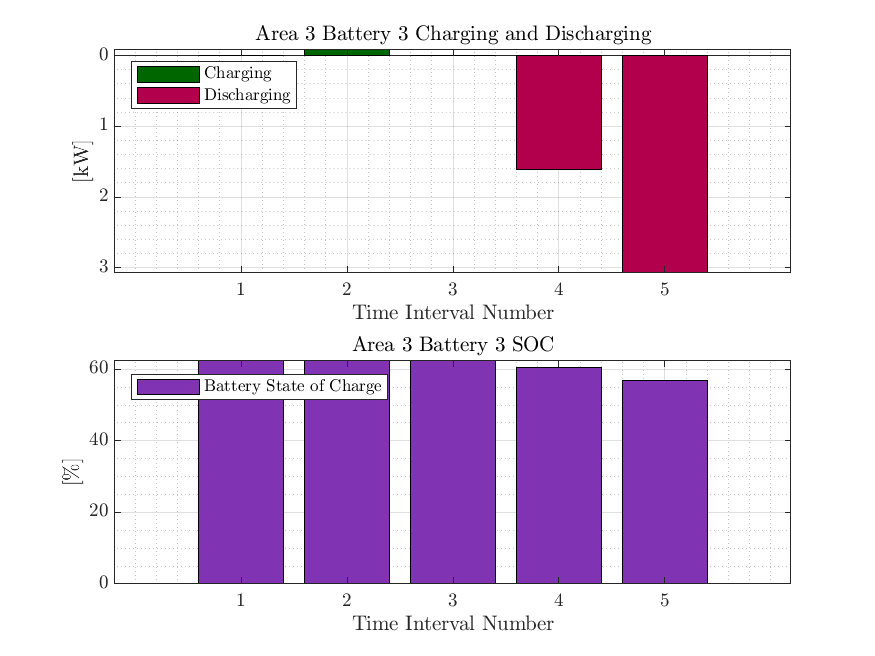 Area 3 Battery 3 Charging and Discharging
0
Charging
Discharging
1
[kW]
2
3
1 2 3 4 5
Time Interval Number
Area 3 Battery 3 SOC
60
Battery State of Charge
40
[%]
20
0
1 2 3 4 5
Time Interval Number